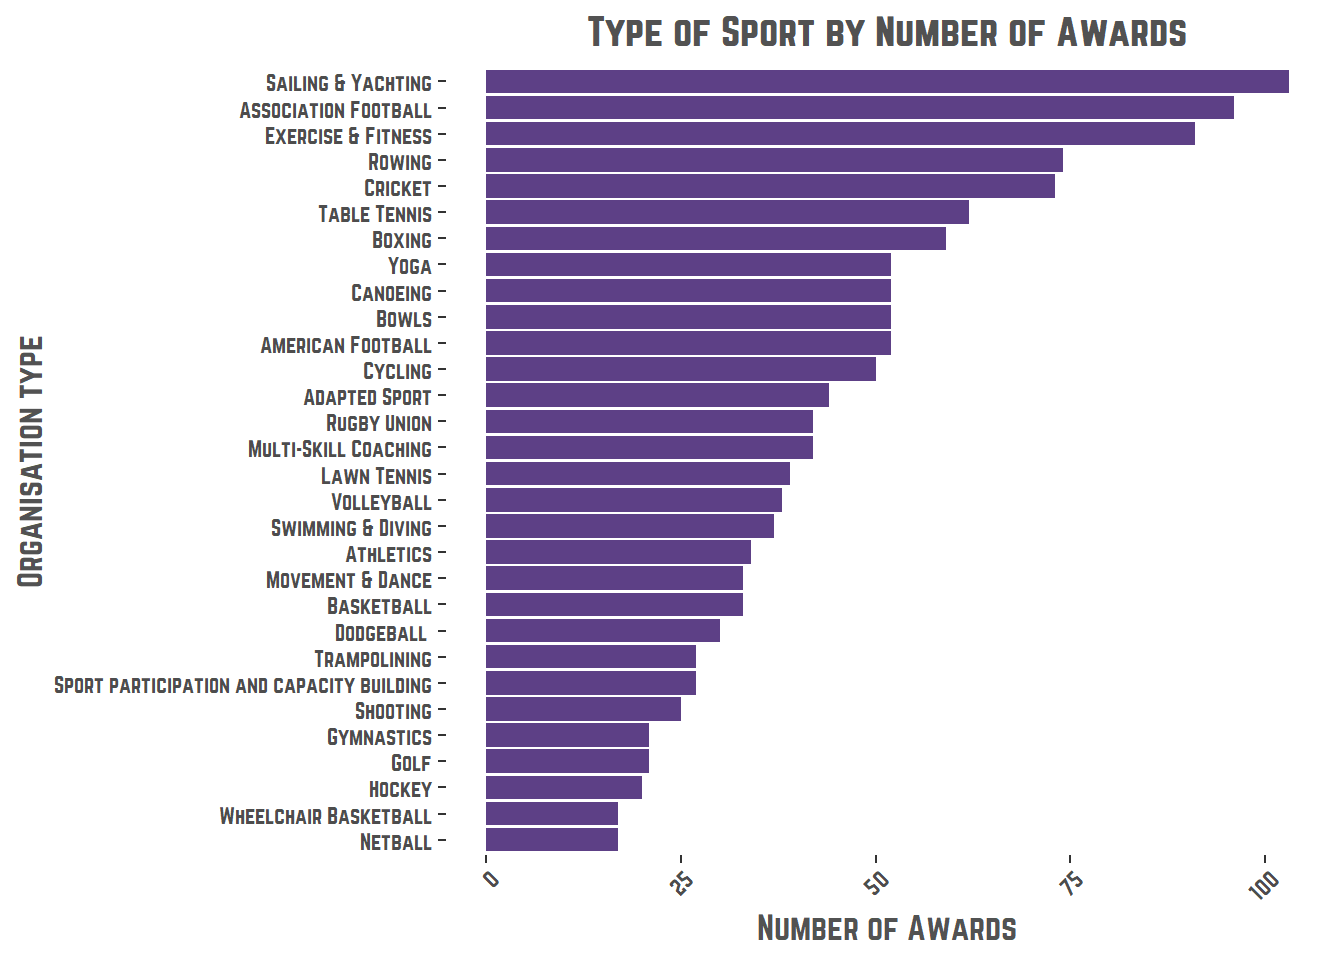 Type of Sport by Number of Awards
Sailing & Yachting
Association Football
Exercise & Fitness
Rowing
Cricket
Table Tennis
Boxing
Yoga
Canoeing
Bowls
American Football
Cycling
Adapted Sport
Rugby Union
Multi-Skill Coaching
Lawn Tennis
Volleyball
Swimming & Diving
Athletics
Movement & Dance
Basketball
Dodgeball
Trampolining
Sport participation and capacity building
Shooting
Gymnastics
Golf
Hockey
Wheelchair Basketball
Netball
Organisation type
0
25
50
75
100
Number of Awards